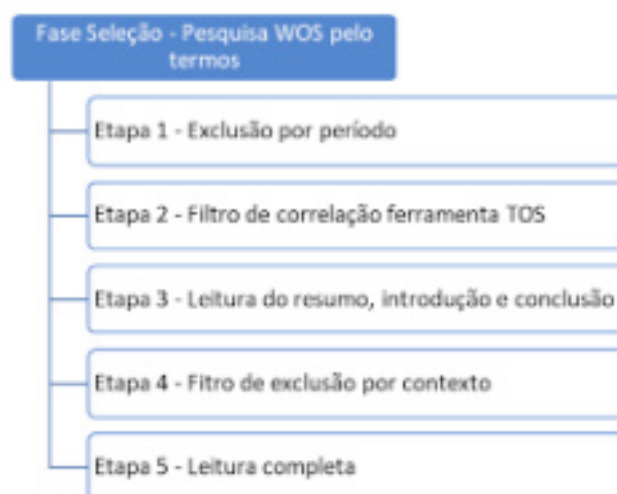 Fase Seleção - Pesquisa WOS pelo
termos
Etapa 1 - Exclusão por período
Etapa 2 - Filtro de correlação ferramenta TOS
Etapa 3 - Leitura do resumo, introdução e conclusão
Etapa 4 - Fitro de exclusão por contexto
Etapa 5 - Leitura completa